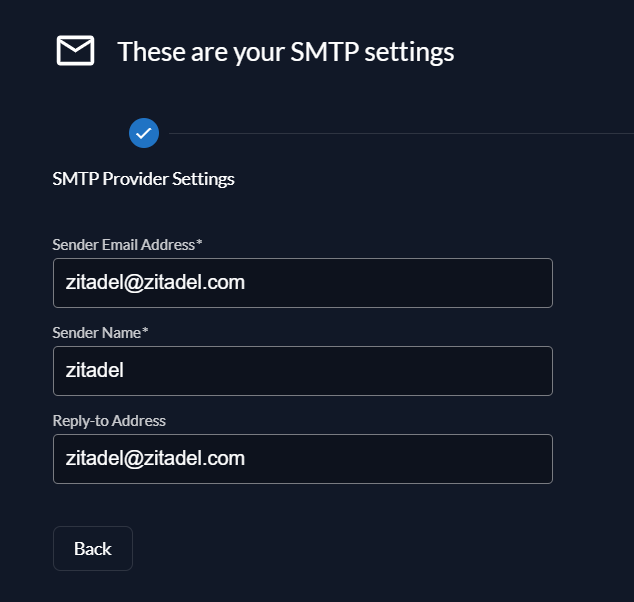 These are your SMTP settings
SMTP Provider Settings
Sender Email Address*
zitadel@zitadel.com
Sender Name*
zitadel
Reply-to Address
zitadel@zitadel.com
Back